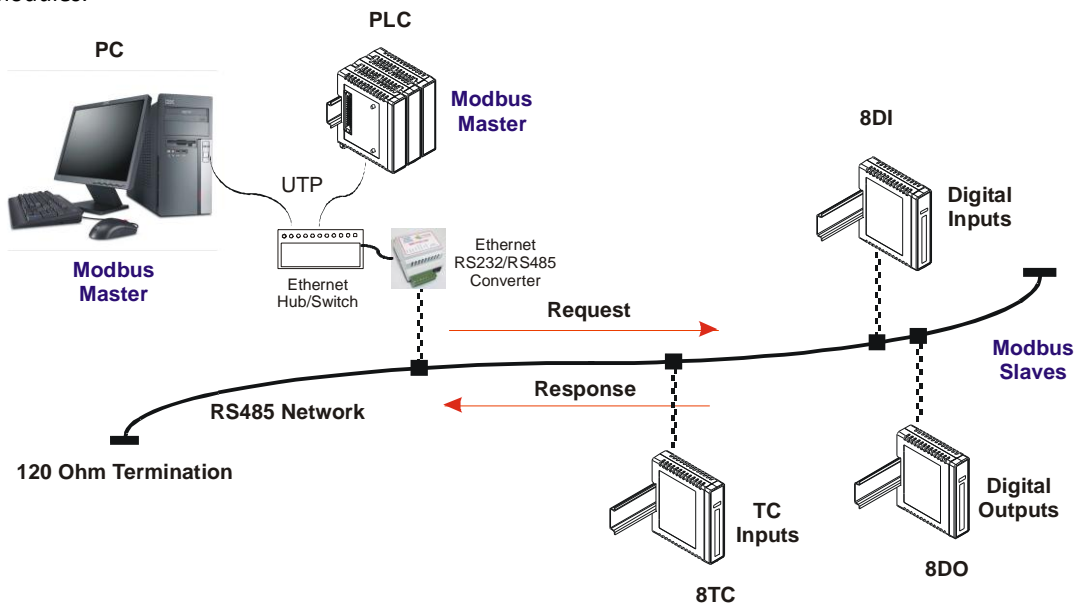 PLC
PC
Modbus
Master
8DI
Digital
Inputs
UTP
Ethernet
RS232/RS485
Converter
Modbus
Master
Ethernet
Hub/Switch
Request
Modbus
Slaves
Response
RS485 Network
120 Ohm Termination
TC
Inputs
Digital
Outputs
8DO
8TC